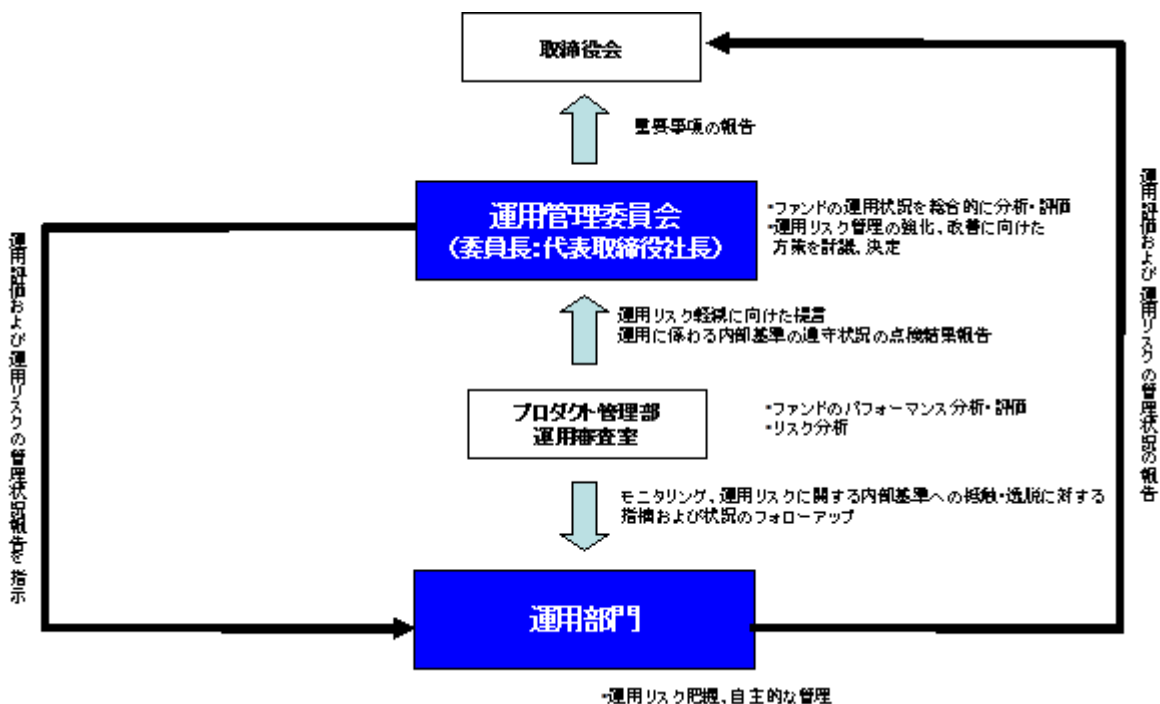 取締役会
重要事項の報告
運用管理委員会
(委員長:代表取締役社長)
・ファンドの運用状況を総合的に分析・評価
・運用リスク管理の強化、改善に向けた
方策を討議、決定
運用リスク軽減に向けた提言
運用に係わる内部基準の遵守状況の点検結果報告
プロダクト管理部
運用審査室
・ファンドのパフォーマンス分析・評価
・リスク分析
モニタリング、運用リスクに関する内部基準への抵触・逸脱に対する
指摘および状況のフォローアップ
運用部門
・運用リスク把握、自主的な管理
運用評価および運用リスクの管理状況報告を指示
運用評価および運用リスクの管理状況の報告